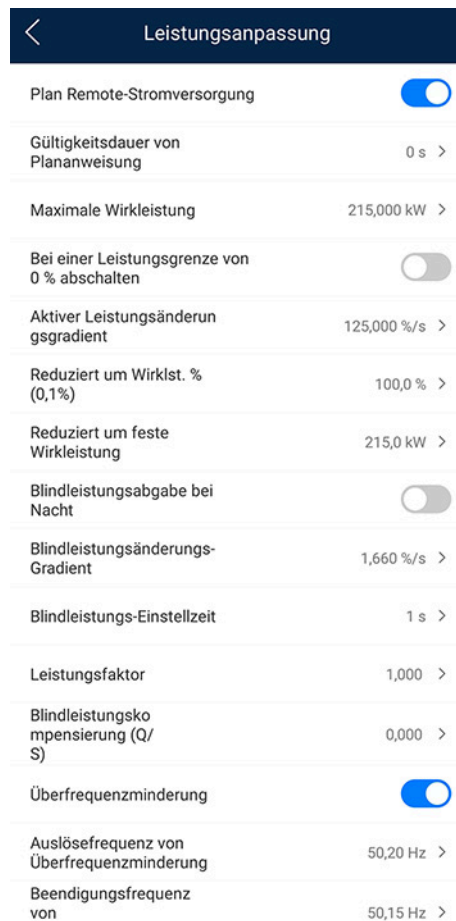 Leistungsanpassung
Plan Remote-Stromversorgung
Gültigkeitsdauer von
Plananweisung
0 s
Maximale Wirkleistung
215,000 kW
Bei einer Leistungsgrenze von
0 % abschalten
Aktiver Leistungsänderun
gsgradient
125,000 %/s
Reduziert um Wirklst. %
(0,1%)
100,0 %
Reduziert um feste
Wirkleistung
215,0 kW
Blindleistungsabgabe bei
Nacht
Blindleistungsänderungs-
Gradient
1,660 %/s
Blindleistungs-Einstellzeit
1 s
Leistungsfaktor
1,000
Blindleistungsko
mpensierung (Q/
S)
0,000
Überfrequenzminderung
Auslösefrequenz von
Überfrequenzminderung
50,20 Hz
Beendigungsfrequenz
von
50,15 Hz